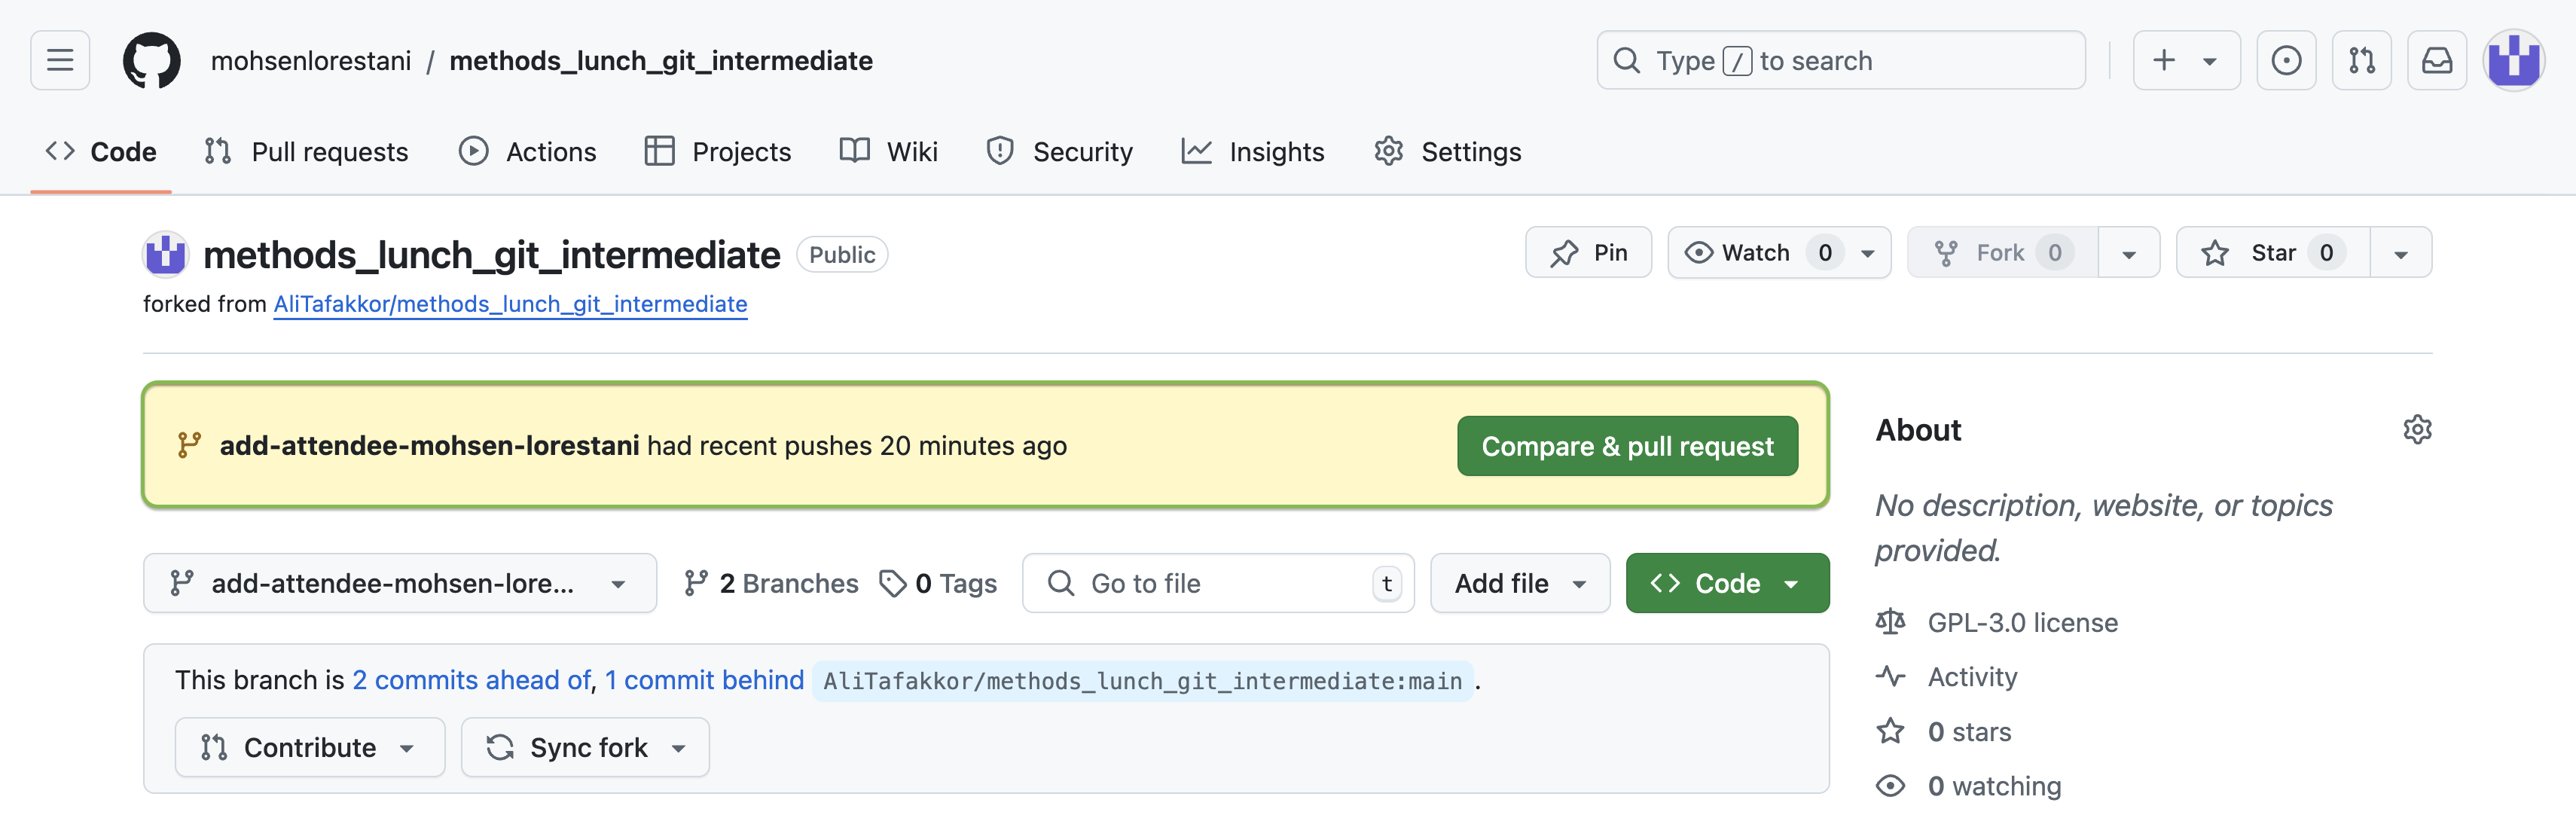 mohsenlorestani / methods_lunch_git_intermediate
Type / to search
Code Pull requests Actions Projects Wiki Security Insights Settings
methods_lunch_git_intermediate Public
Pin Watch 0 Fork 0 Star 0
forked from AliTafakkor/methods_lunch_git_intermediate
add-attendee-mohsen-lorestani had recent pushes 20 minutes ago
Compare & pull request
add-attendee-mohsen-lore... 2 Branches 0 Tags Go to file t Add file Code
This branch is 2 commits ahead of, 1 commit behind AliTafakkor/methods_lunch_git_intermediate:main .
Contribute Sync fork
About
No description, website, or topics
provided.
GPL-3.0 license
Activity
0 stars
0 watching